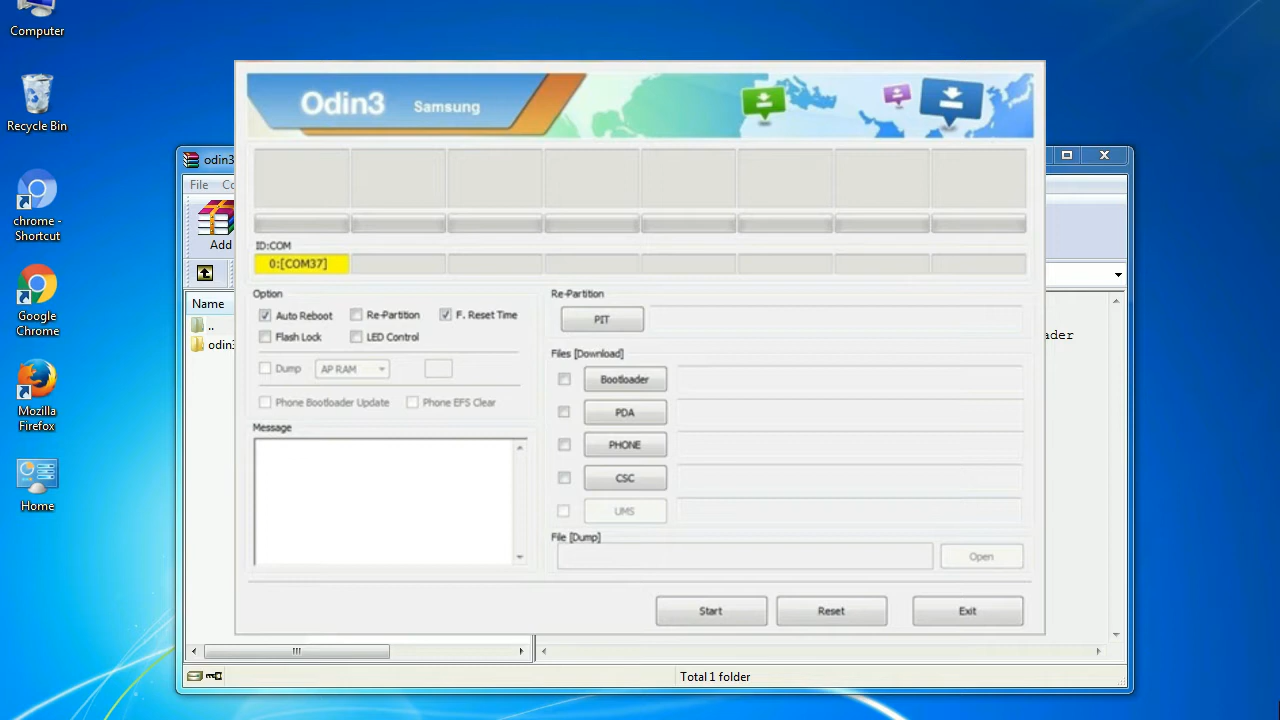 Computer
Recycle Bin
chrome -
Shortcut
Google
Chrome
Mozilla
Firefox
Home
odin3
File Co
Add
Name
..
odin3
ader
Total 1 folder
Odin3 Samsung
ID:COM
0:[COM37]
Option
Auto Reboot Re-Partition F. Reset Time
Flash Lock LED Control
Dump AP RAM
Phone Bootloader Update Phone EFS Clear
Message
Re-Partition
PIT
Files [Download]
Bootloader
PDA
PHONE
CSC
UMS
File [Dump]
Open
Start Reset Exit